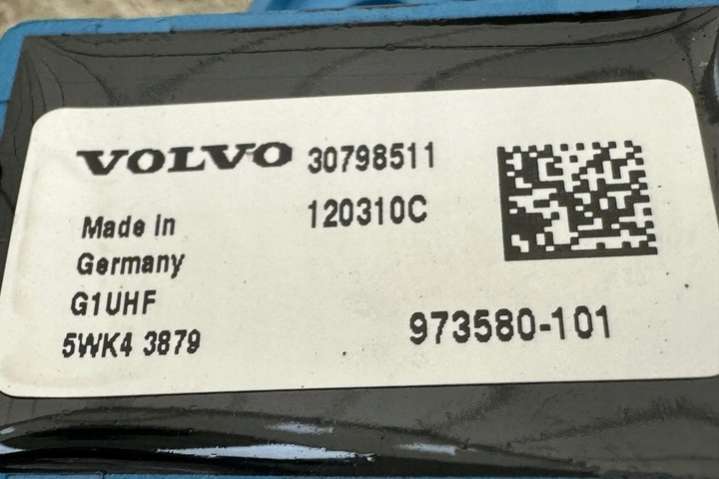 VOLVO 30798511
120310C
Made in
Germany
G1UHF
5WK4 3879
973580-101